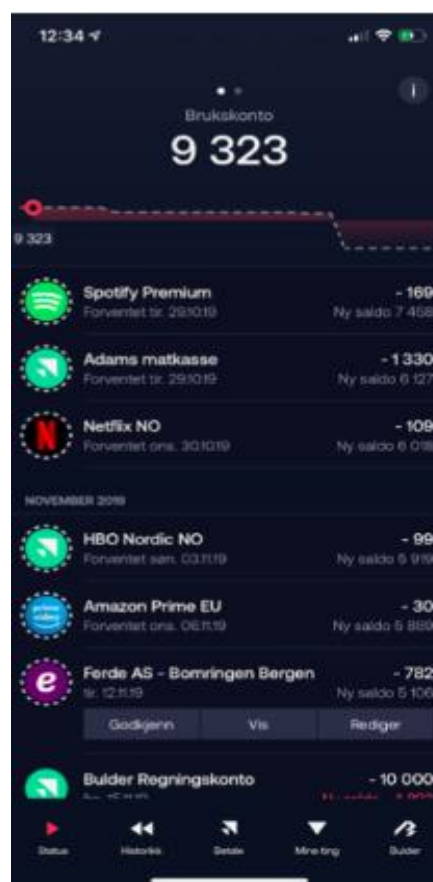 12:34
i
Brukskonto
9 323
9 323
Spotify Premium - 169
Forventet tir. 29.10.19 Ny saldo 7 458
Adams matkasse - 1 330
Forventet tir. 29.10.19 Ny saldo 6 127
N
Netflix NO - 109
Forventet ons. 30.10.19 Ny saldo 6 018
NOVEMBER 2019
HBO Nordic NO - 99
Forventet søn. 03.11.19 Ny saldo 5 919
prime video
Amazon Prime EU - 30
Forventet ons. 06.11.19 Ny saldo 5 889
e
Ferde AS - Bomringen Bergen - 782
tir. 12.11.19 Ny saldo 5 106
Godkjenn Vis Rediger
Bulder Regningskonto - 10 000
Status Historikk Betale Mine ting Bulder